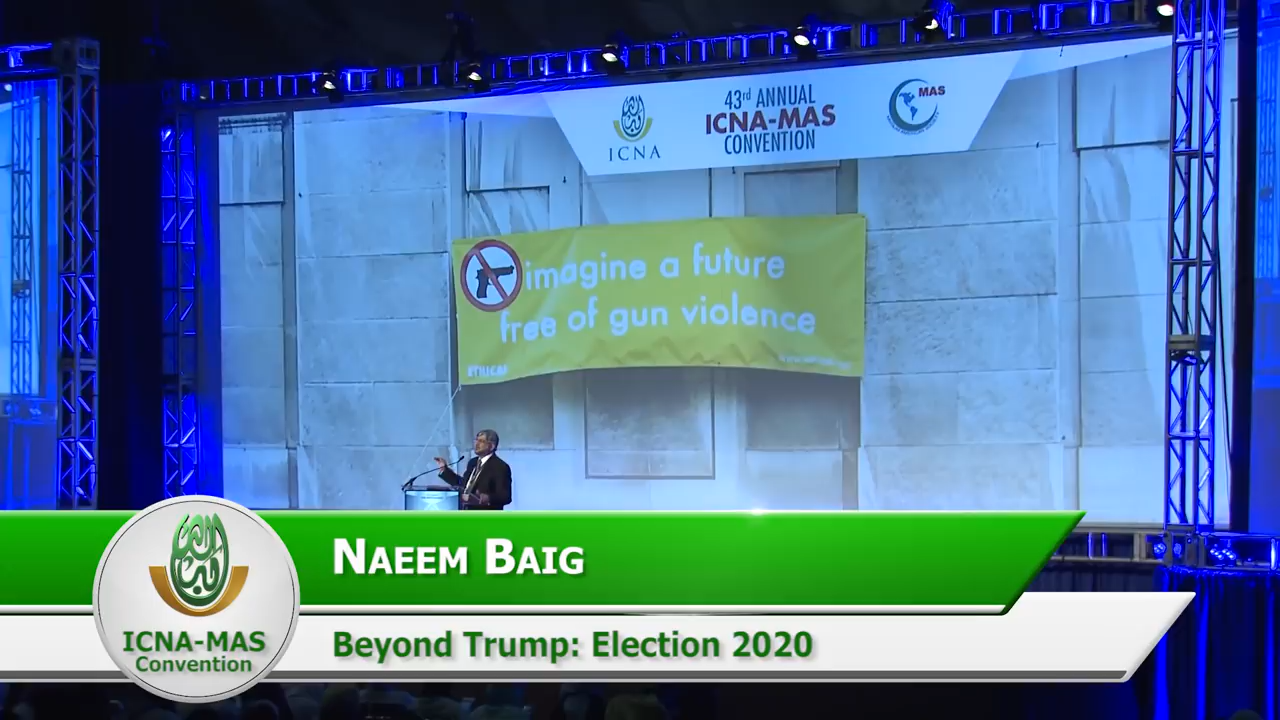 43rd ANNUAL
ICNA-MAS
CONVENTION
ICNA
MAS
imagine a future
free of gun violence
ETHICAL
NAEEM BAIG
Beyond Trump: Election 2020
ICNA-MAS
Convention